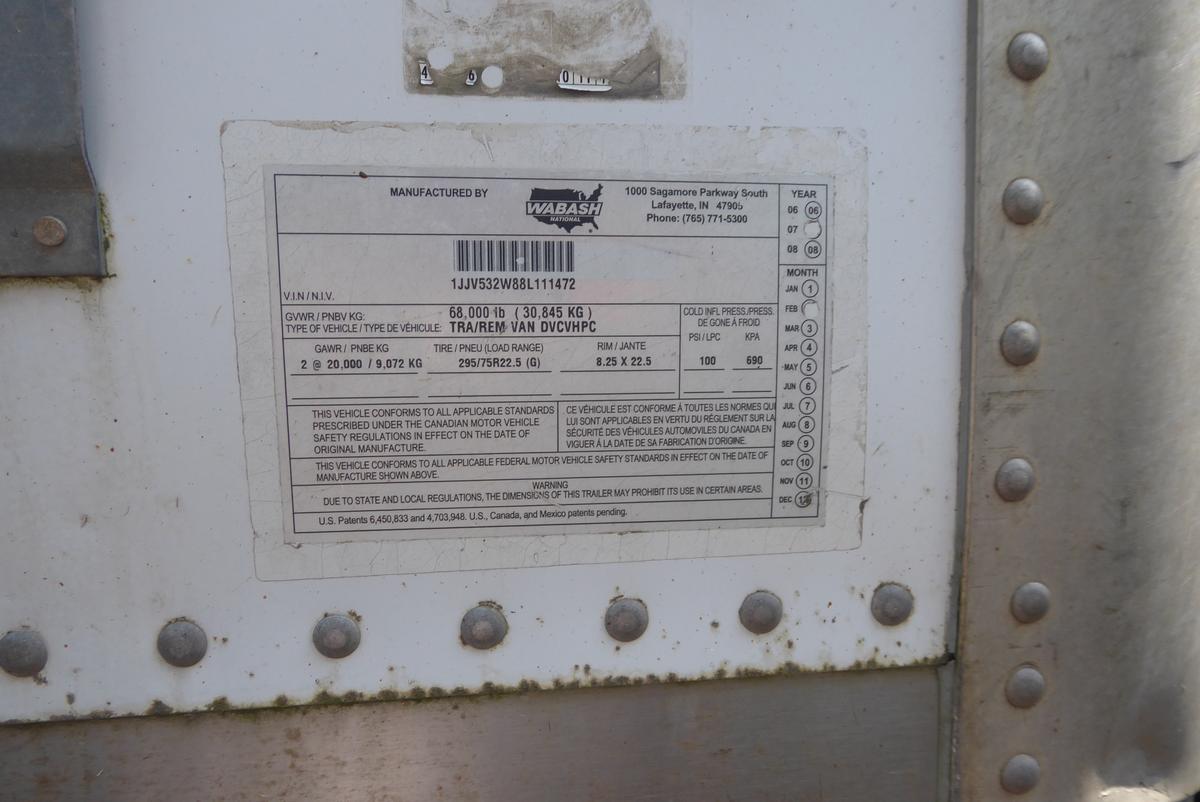 4 6 0
MANUFACTURED BY
WABASH
NATIONAL
1000 Sagamore Parkway South
Lafayette, IN 47905
Phone: (765) 771-5300
1JJV532W88L111472
V.I.N / N.I.V.
GVWR / PNBV KG: 68,000 lb ( 30,845 KG )
TYPE OF VEHICLE / TYPE DE VÉHICULE: TRA/REM VAN DVCVHPC
COLD INFL PRESS./PRESS.
DE GONE À FROID
PSI / LPC KPA
100 690
GAWR / PNBE KG TIRE / PNEU (LOAD RANGE) RIM / JANTE
2 @ 20,000 / 9,072 KG 295/75R22.5 (G) 8.25 X 22.5
THIS VEHICLE CONFORMS TO ALL APPLICABLE STANDARDS
PRESCRIBED UNDER THE CANADIAN MOTOR VEHICLE
SAFETY REGULATIONS IN EFFECT ON THE DATE OF
ORIGINAL MANUFACTURE.
CE VÉHICULE EST CONFORME À TOUTES LES NORMES QUI
LUI SONT APPLICABLES EN VERTU DU RÉGLEMENT SUR LA
SÉCURITÉ DES VÉHICULES AUTOMOVILES DU CANADA EN
VIGUER À LA DATE DE SA FABRICATION D'ORIGINE.
THIS VEHICLE CONFORMS TO ALL APPLICABLE FEDERAL MOTOR VEHICLE SAFETY STANDARDS IN EFFECT ON THE DATE OF
MANUFACTURE SHOWN ABOVE.
WARNING
DUE TO STATE AND LOCAL REGULATIONS, THE DIMENSIONS OF THIS TRAILER MAY PROHIBIT ITS USE IN CERTAIN AREAS.
U.S. Patents 6,450,833 and 4,703,948. U.S., Canada, and Mexico patents pending.
YEAR
06 06
07
08 08
MONTH
JAN 1
FEB
MAR 3
APR 4
MAY 5
JUN 6
JUL 7
AUG 8
SEP 9
OCT 10
NOV 11
DEC 12